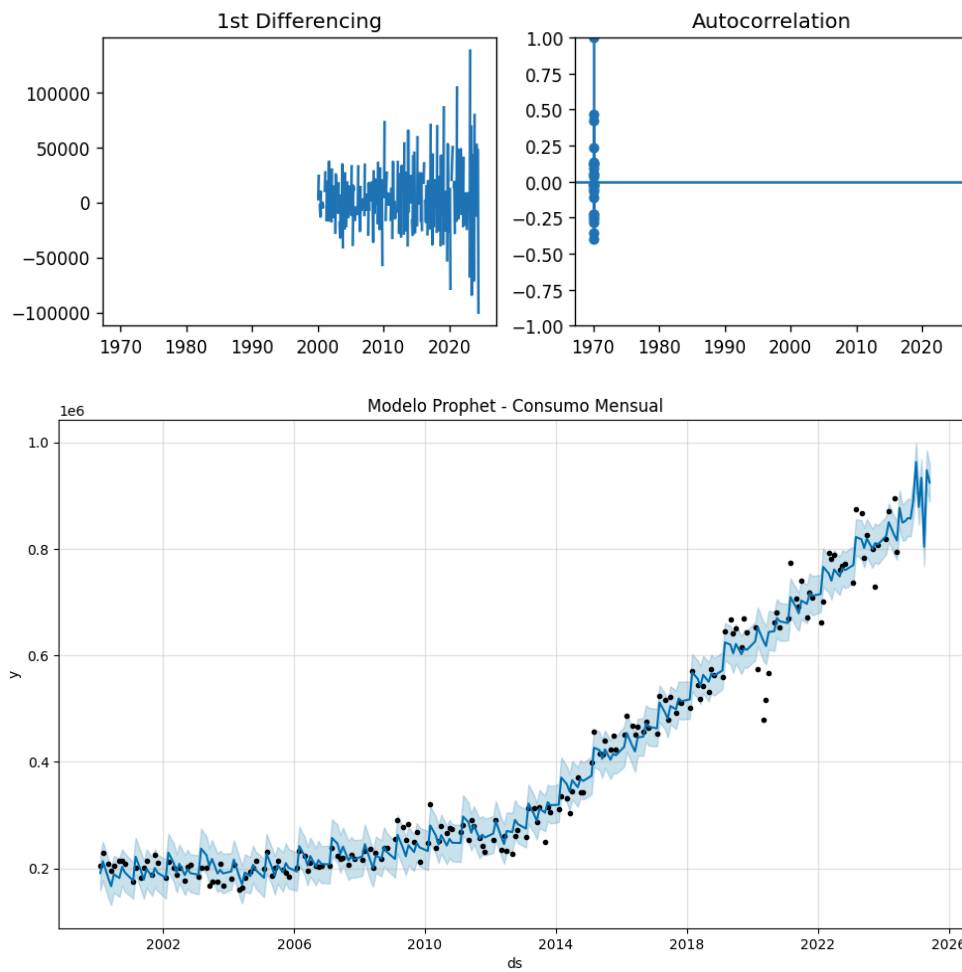 1st Differencing
100000
50000
0
−50000
−100000
1970 1980 1990 2000 2010 2020
Autocorrelation
1.00
0.75
0.50
0.25
0.00
−0.25
−0.50
−0.75
−1.00
1970 1980 1990 2000 2010 2020
Modelo Prophet - Consumo Mensual
1e6
1.0
0.8
0.6
0.4
0.2
y
2002 2006 2010 2014 2018 2022 2026
ds